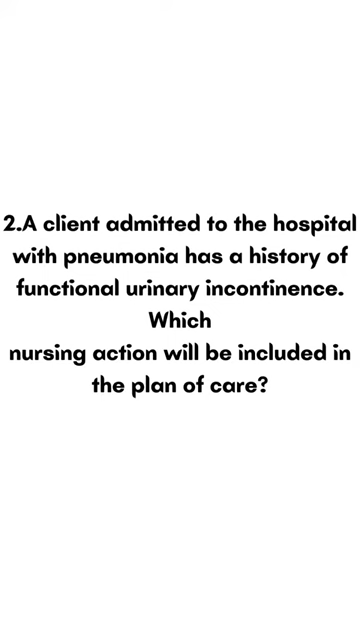 2.A client admitted to the hospital
with pneumonia has a history of
functional urinary incontinence.
Which
nursing action will be included in
the plan of care?